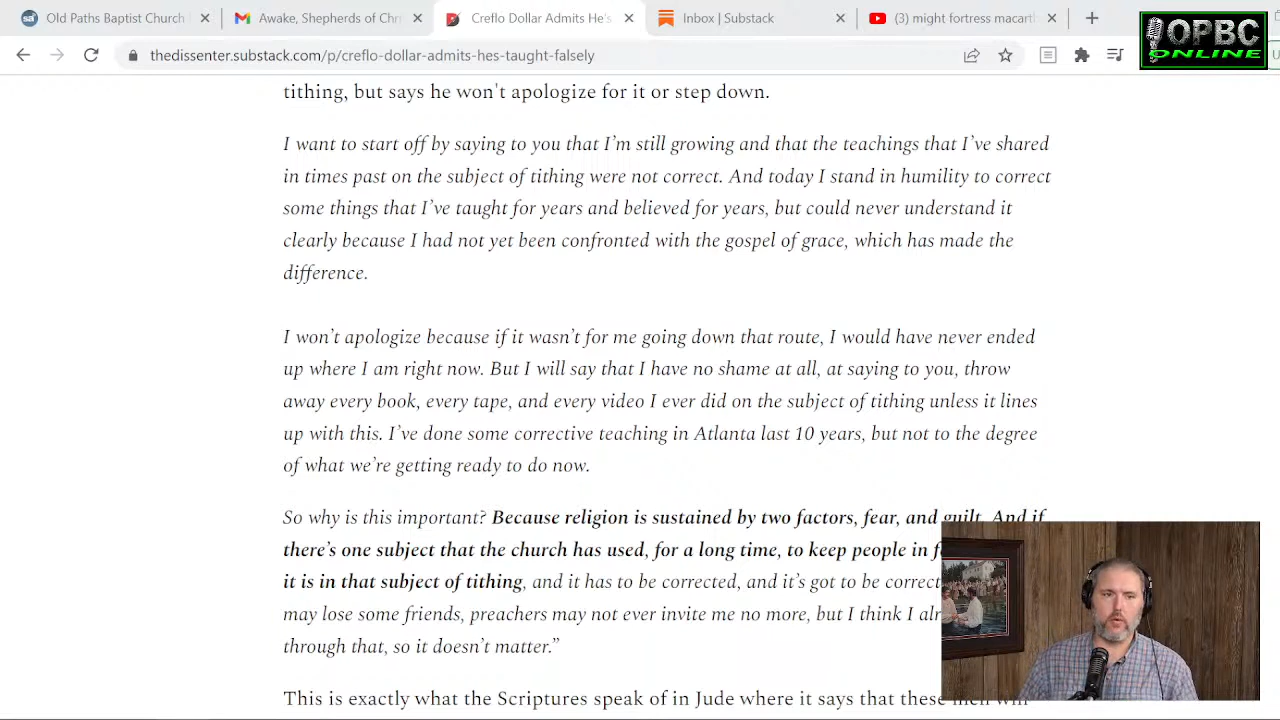 Old Paths Baptist Church
Awake, Shepherds of Ch
Creflo Dollar Admits He's
Inbox | Substack
(3) might fortress macart
OPBC
ONLINE
thedissenter.substack.com/p/creflo-dollar-admits-hes-taught-falsely
tithing, but says he won't apologize for it or step down.
I want to start off by saying to you that I'm still growing and that the teachings that I've shared
in times past on the subject of tithing were not correct. And today I stand in humility to correct
some things that I've taught for years and believed for years, but could never understand it
clearly because I had not yet been confronted with the gospel of grace, which has made the
difference.
I won't apologize because if it wasn't for me going down that route, I would have never ended
up where I am right now. But I will say that I have no shame at all, at saying to you, throw
away every book, every tape, and every video I ever did on the subject of tithing unless it lines
up with this. I've done some corrective teaching in Atlanta last 10 years, but not to the degree
of what we're getting ready to do now.
So why is this important? Because religion is sustained by two factors, fear, and guilt. And if
there's one subject that the church has used, for a long time, to keep people in f
it is in that subject of tithing, and it has to be corrected, and it's got to be correct
may lose some friends, preachers may not ever invite me no more, but I think I alr
through that, so it doesn't matter."
This is exactly what the Scriptures speak of in Jude where it says that these men will